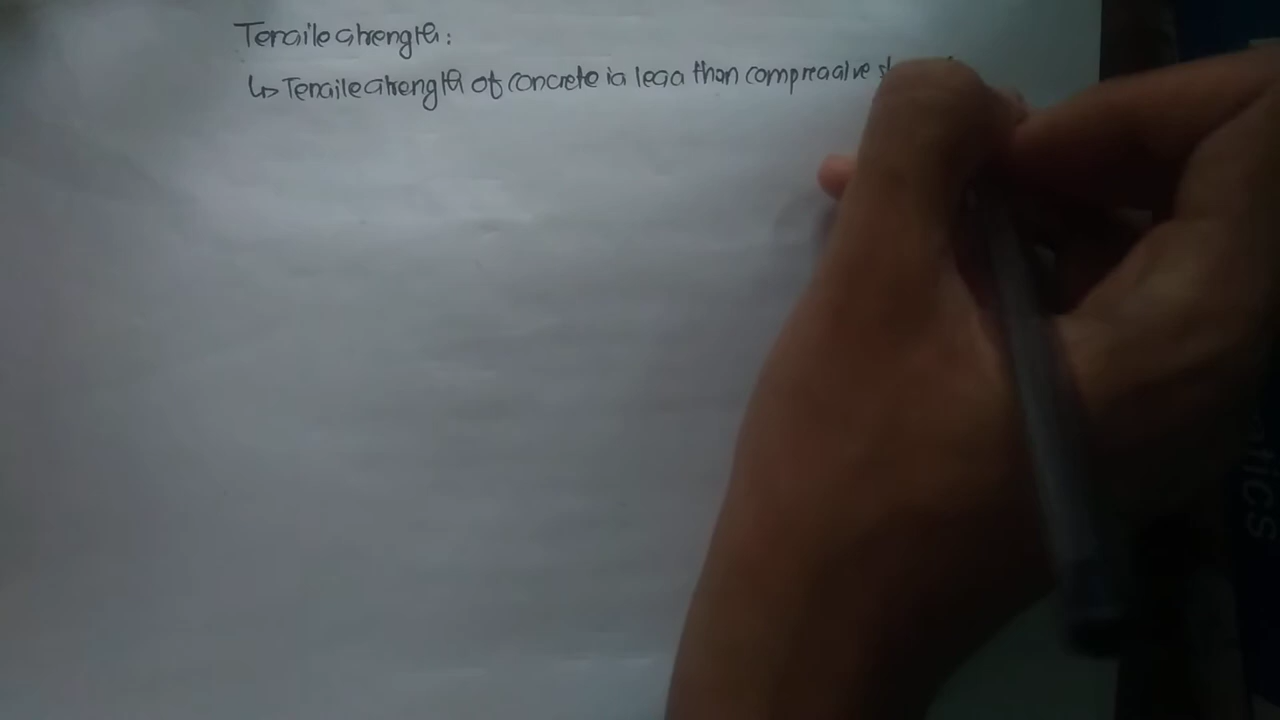 Tensile strength:
↳ Tensile strength of concrete is less than compressive